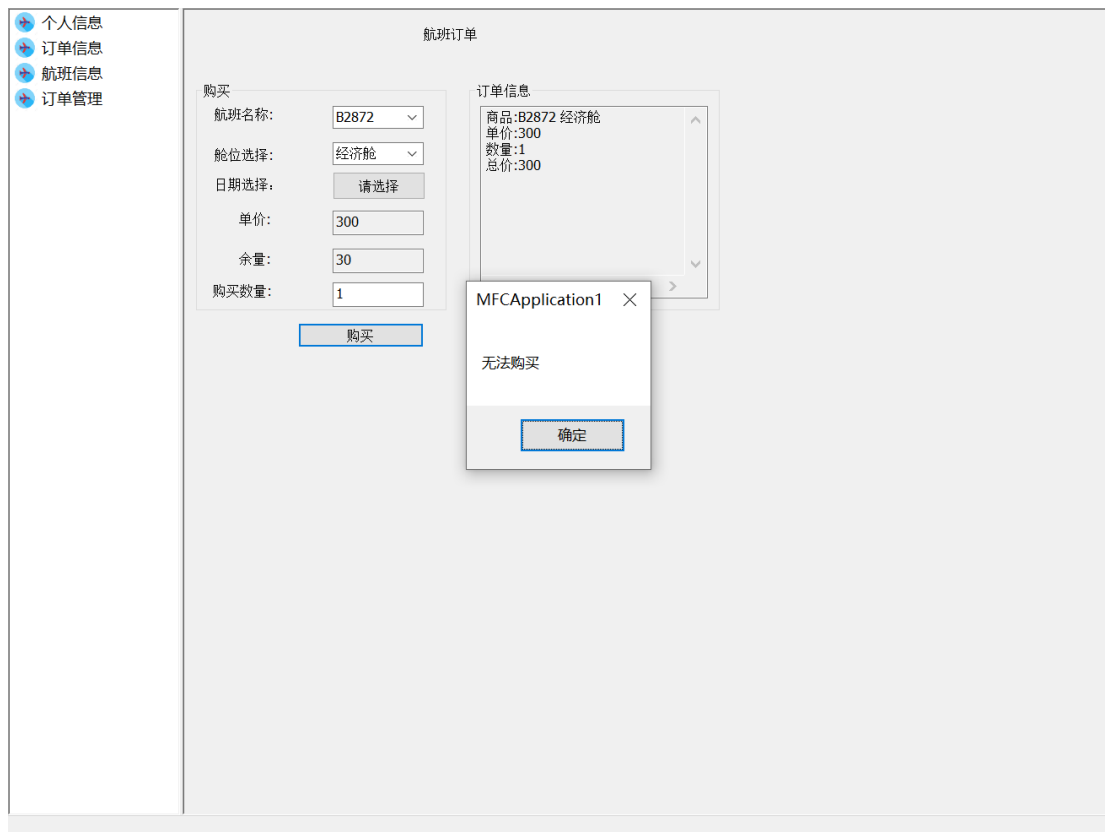 个人信息
订单信息
航班信息
订单管理
航班订单
购买
航班名称:
B2872
舱位选择:
经济舱
日期选择:
请选择
单价:
300
余量:
30
购买数量:
1
购买
订单信息
商品:B2872 经济舱
单价:300
数量:1
总价:300
MFCApplication1
无法购买
确定